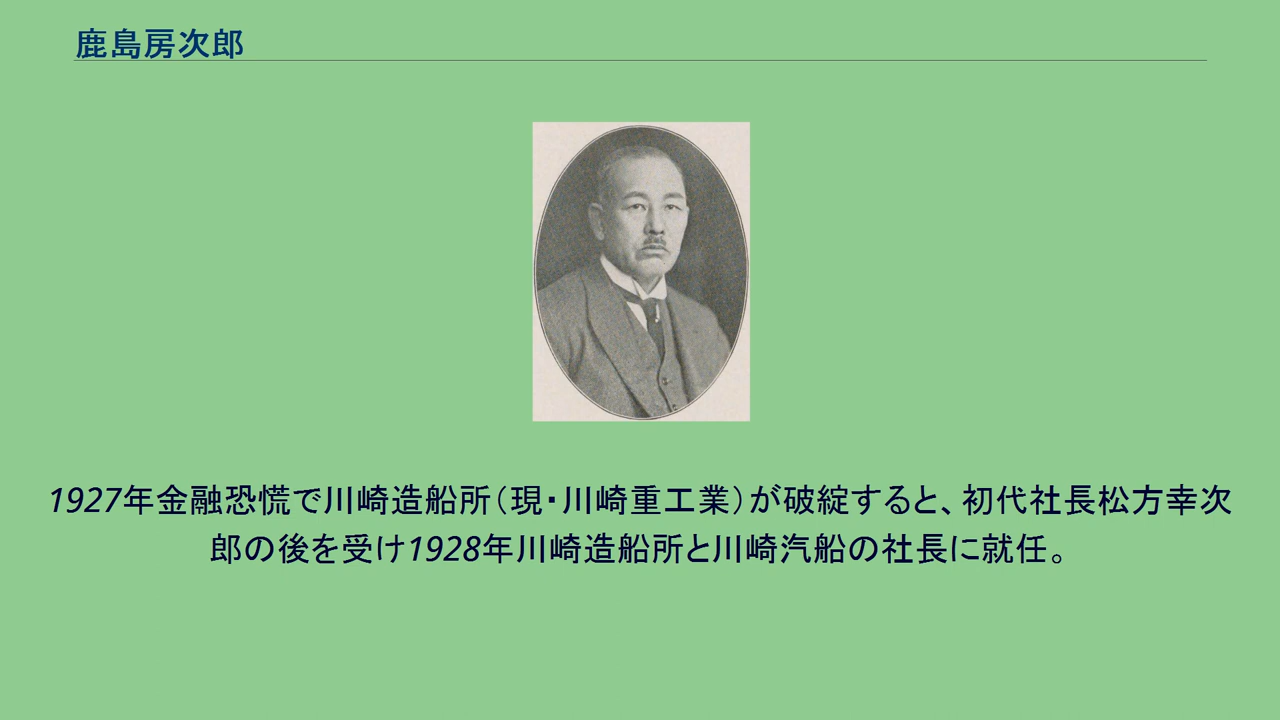 鹿島房次郎
1927年金融恐慌で川崎造船所（現・川崎重工業）が破綻すると、初代社長松方幸次
郎の後を受け1928年川崎造船所と川崎汽船の社長に就任。